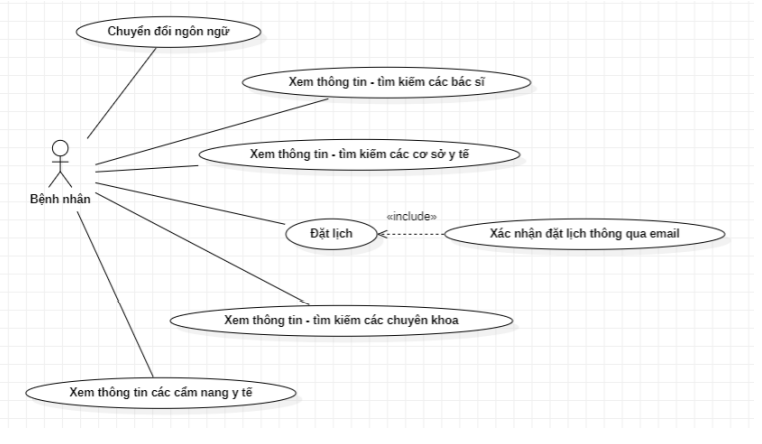 Chuyển đổi ngôn ngữ
Xem thông tin - tìm kiếm các bác sĩ
Xem thông tin - tìm kiếm các cơ sở y tế
Bệnh nhân
«include»
Đặt lịch
Xác nhận đặt lịch thông qua email
Xem thông tin - tìm kiếm các chuyên khoa
Xem thông tin các cẩm nang y tế